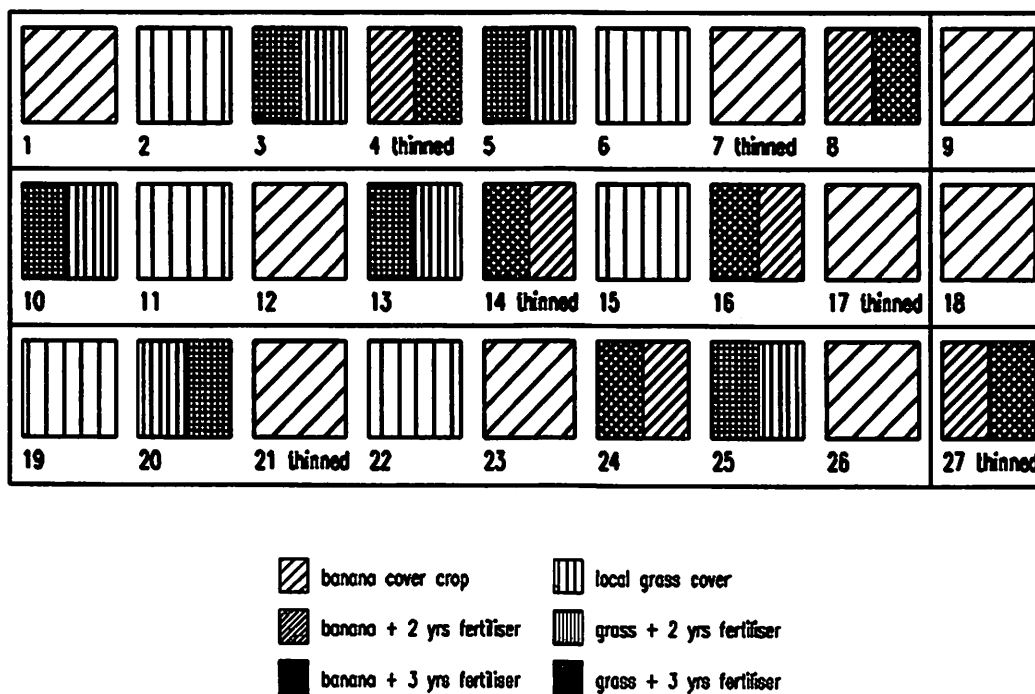 1 2 3 4 thinned 5 6 7 thinned 8 9
10 11 12 13 14 thinned 15 16 17 thinned 18
19 20 21 thinned 22 23 24 25 26 27 thinned
banana cover crop local grass cover
banana + 2 yrs fertiliser grass + 2 yrs fertiliser
banana + 3 yrs fertiliser grass + 3 yrs fertiliser